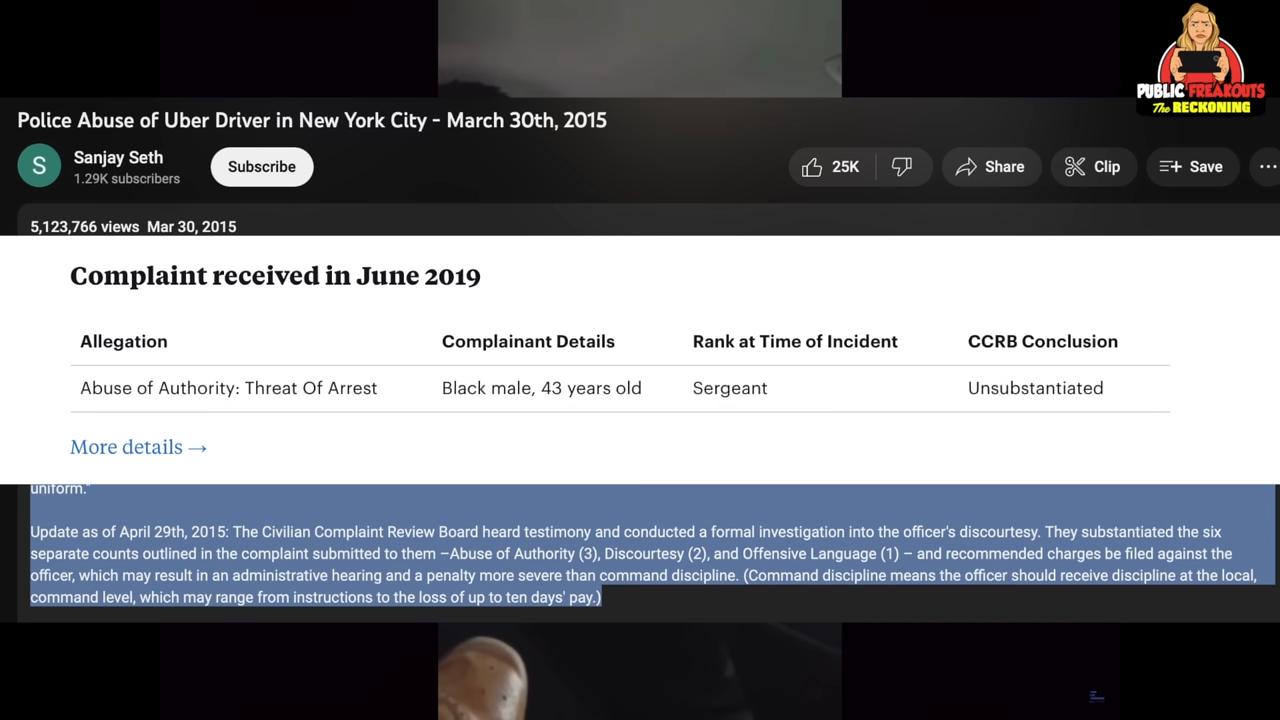 PUBLIC FREAKOUTS
The RECKONING
Police Abuse of Uber Driver in New York City - March 30th, 2015
S
Sanjay Seth
1.29K subscribers
Subscribe
25K
Share
Clip
Save
5,123,766 views Mar 30, 2015
Complaint received in June 2019
Allegation Complainant Details Rank at Time of Incident CCRB Conclusion
Abuse of Authority: Threat Of Arrest Black male, 43 years old Sergeant Unsubstantiated
More details →
uniform."
Update as of April 29th, 2015: The Civilian Complaint Review Board heard testimony and conducted a formal investigation into the officer's discourtesy. They substantiated the six
separate counts outlined in the complaint submitted to them –Abuse of Authority (3), Discourtesy (2), and Offensive Language (1) – and recommended charges be filed against the
officer, which may result in an administrative hearing and a penalty more severe than command discipline. (Command discipline means the officer should receive discipline at the local,
command level, which may range from instructions to the loss of up to ten days' pay.)